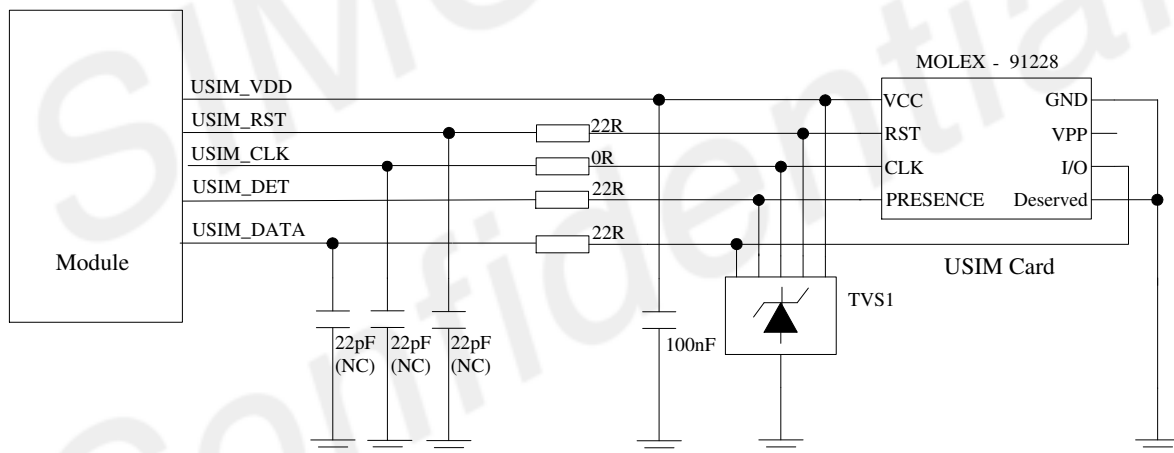 MOLEX - 91228
Module
USIM_VDD
USIM_RST
USIM_CLK
USIM_DET
USIM_DATA
22R
0R
22R
22R
VCC
RST
CLK
PRESENCE
GND
VPP
I/O
Deserved
USIM Card
TVS1
22pF
(NC)
22pF
(NC)
22pF
(NC)
100nF
Confidential